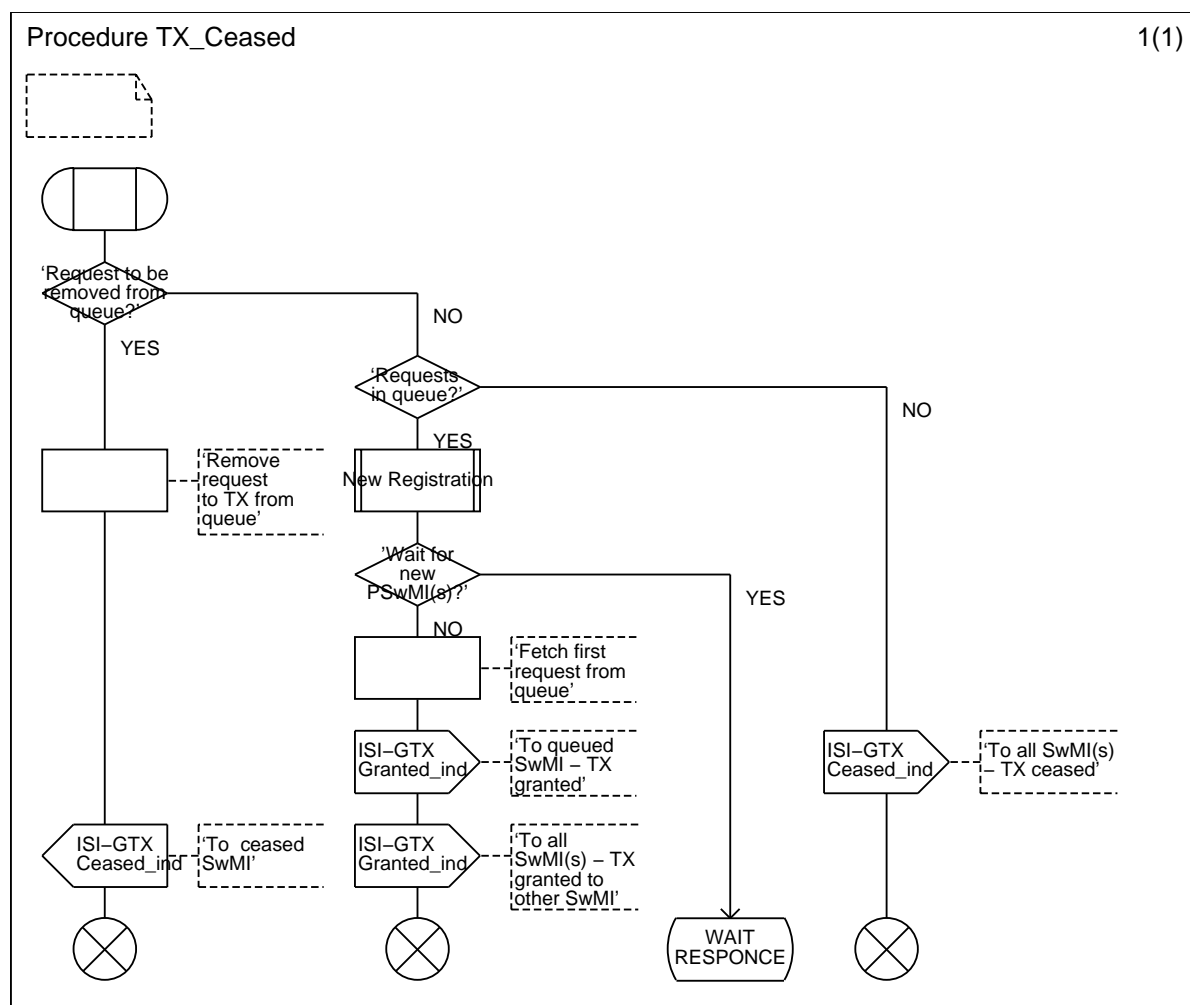 Procedure TX_Ceased
1(1)
‘Request to be
removed from
queue?’
NO
YES
‘Requests
in queue?’
NO
YES
‘Remove
request
to TX from
queue’
New Registration
’Wait for
new
PSwMI(s)?’
YES
NO
‘Fetch first
request from
queue’
ISI−GTX
Granted_ind
‘To queued
SwMI − TX
granted’
ISI−GTX
Ceased_ind
‘To all SwMI(s)
− TX ceased’
ISI−GTX
Ceased_ind
‘To ceased
SwMI’
ISI−GTX
Granted_ind
‘To all
SwMI(s) − TX
granted to
other SwMI’
WAIT
RESPONCE